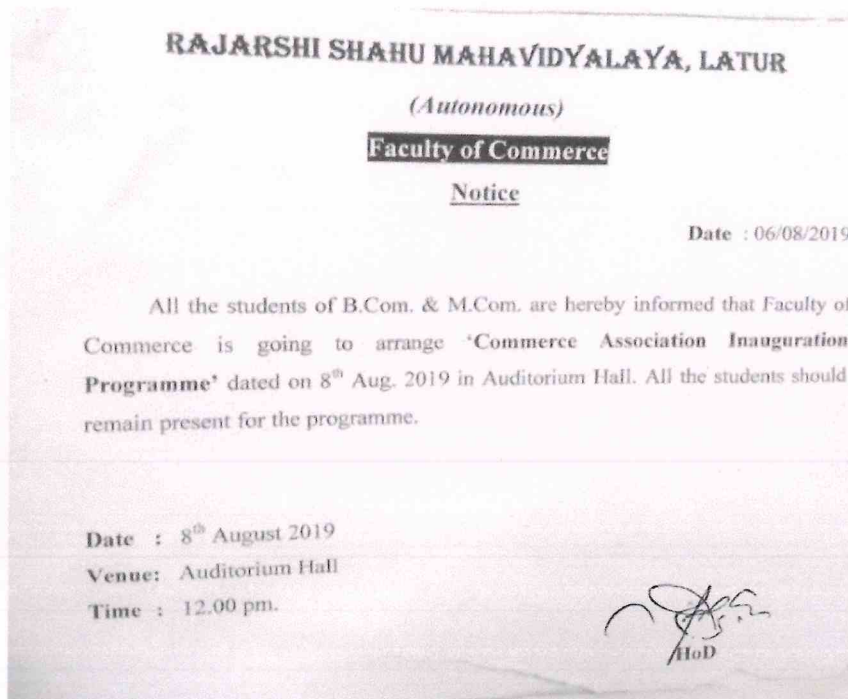 RAJARSHI SHAHU MAHAVIDYALAYA, LATUR
(Autonomous)
Faculty of Commerce
Notice
Date : 06/08/2019
All the students of B.Com. & M.Com. are hereby informed that Faculty of
Commerce is going to arrange ‘Commerce Association Inauguration
Programme’ dated on 8th Aug. 2019 in Auditorium Hall. All the students should
remain present for the programme.
Date : 8th August 2019
Venue: Auditorium Hall
Time : 12.00 pm.
HoD